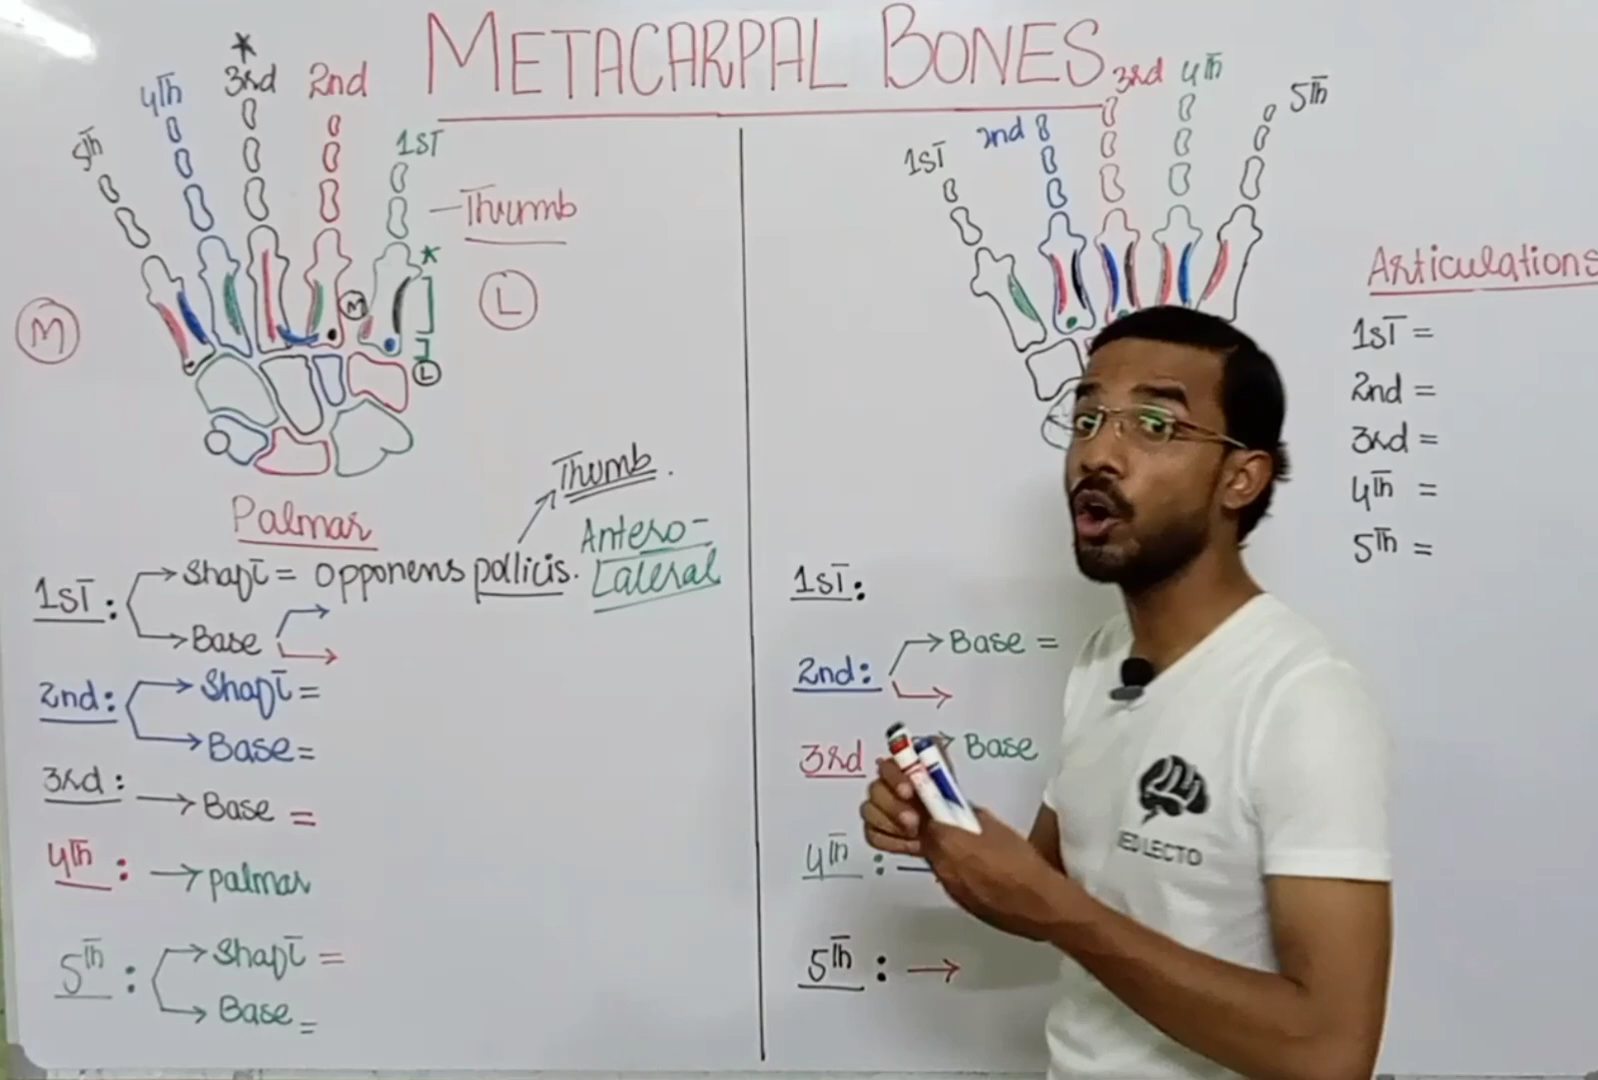 METACARPAL BONES
5Th
4Th
*
3rd
2nd
1ST
Thumb
*
M
L
M
L
Palmar
Thumb.
1ST: Shaft = opponens pollicis. Antero-
Lateral
Base
2nd: Shaft =
Base =
3rd: Base =
4Th: palmar
5Th: Shaft =
Base =
1ST
2nd
3rd
4Th
5Th
1ST:
2nd: Base =
3rd Base
4Th:
5Th:
Articulations
1ST =
2nd =
3rd =
4Th =
5Th =
MED LECTO